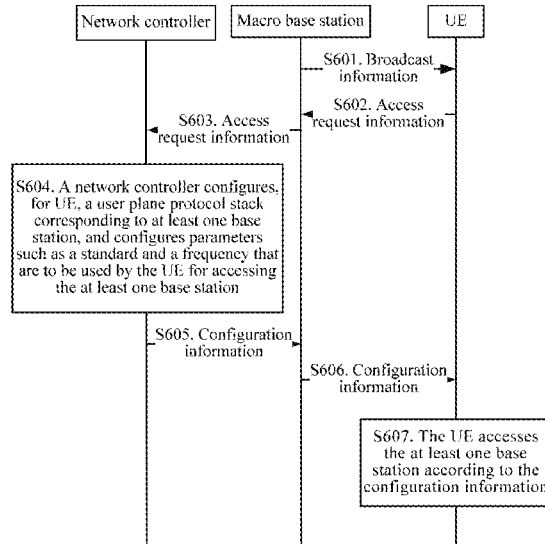 Network controller
Macro base station
UE
S601. Broadcast
information
S602. Access
request information
S603. Access
request information
S604. A network controller configures,
for UE, a user plane protocol stack
corresponding to at least one base
station, and configures parameters
such as a standard and a frequency that
are to be used by the UE for accessing
the at least one base station
S605. Configuration
information
S606. Configuration
information
S607. The UE accesses
the at least one base
station according to the
configuration information